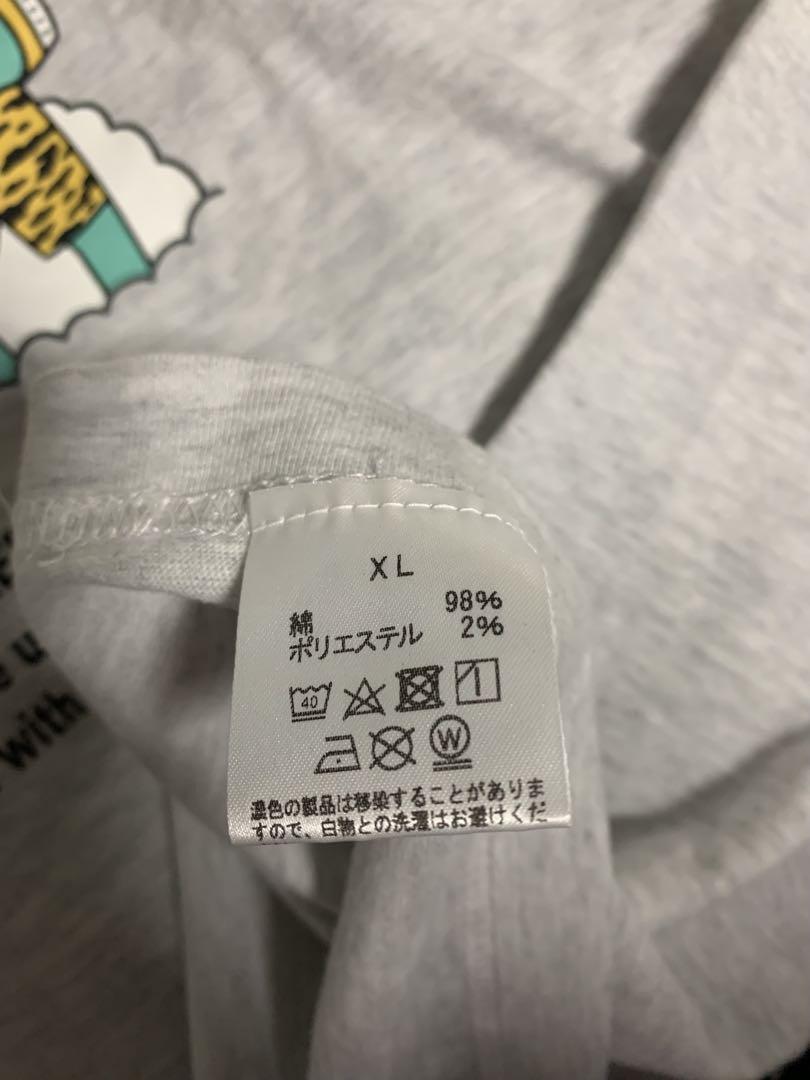 u
with
XL
綿 98%
ポリエステル 2%
40
W
濃色の製品は移染することがありま
すので、白物との洗濯はお避けくだ